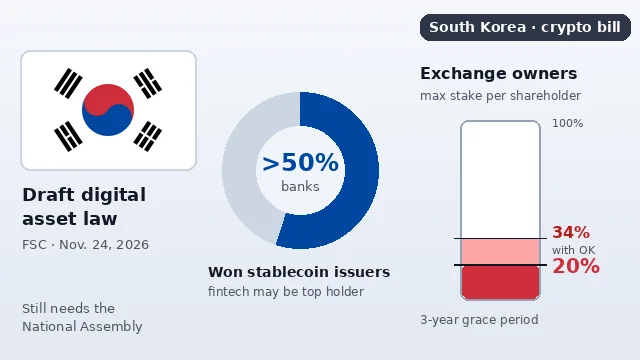 South Korea · crypto bill
Draft digital
asset law
FSC · Nov. 24, 2026
Still needs the
National Assembly
>50%
banks
Won stablecoin issuers
fintech may be top holder
Exchange owners
max stake per shareholder
100%
34%
with OK
20%
3-year grace period